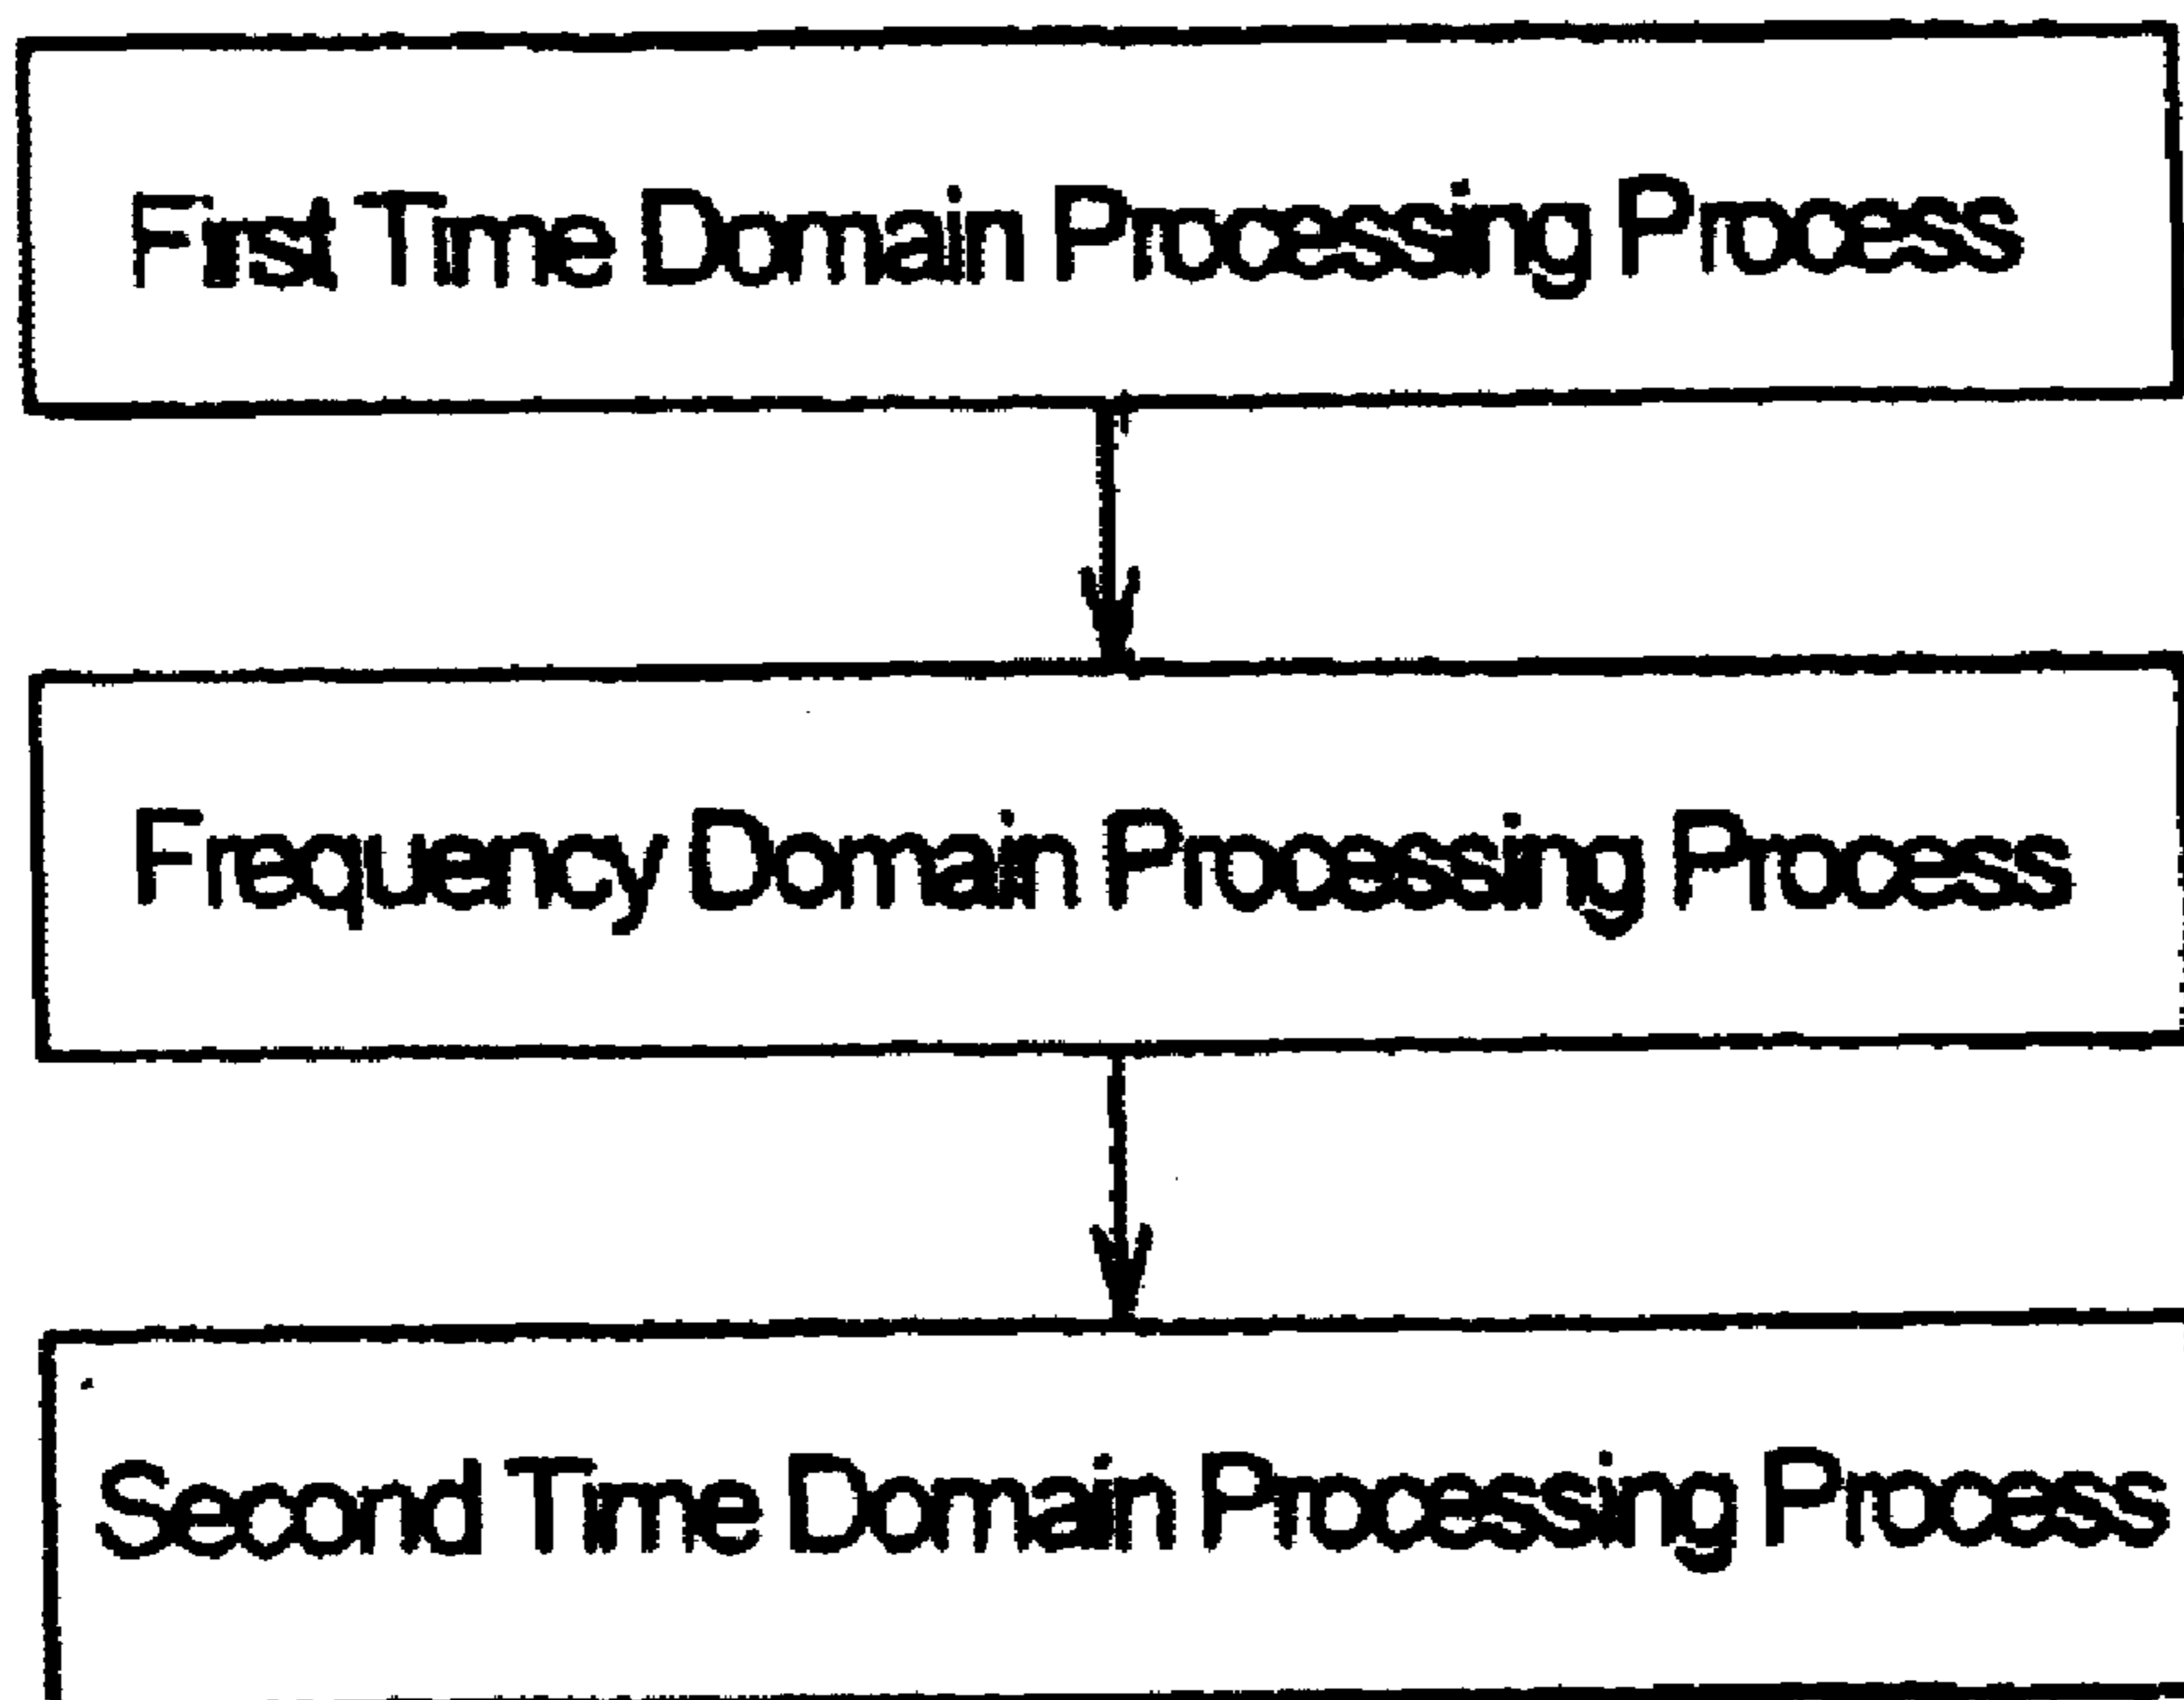 First Time Domain Processing Process
Frequency Domain Processing Process
Second Time Domain Processing Process